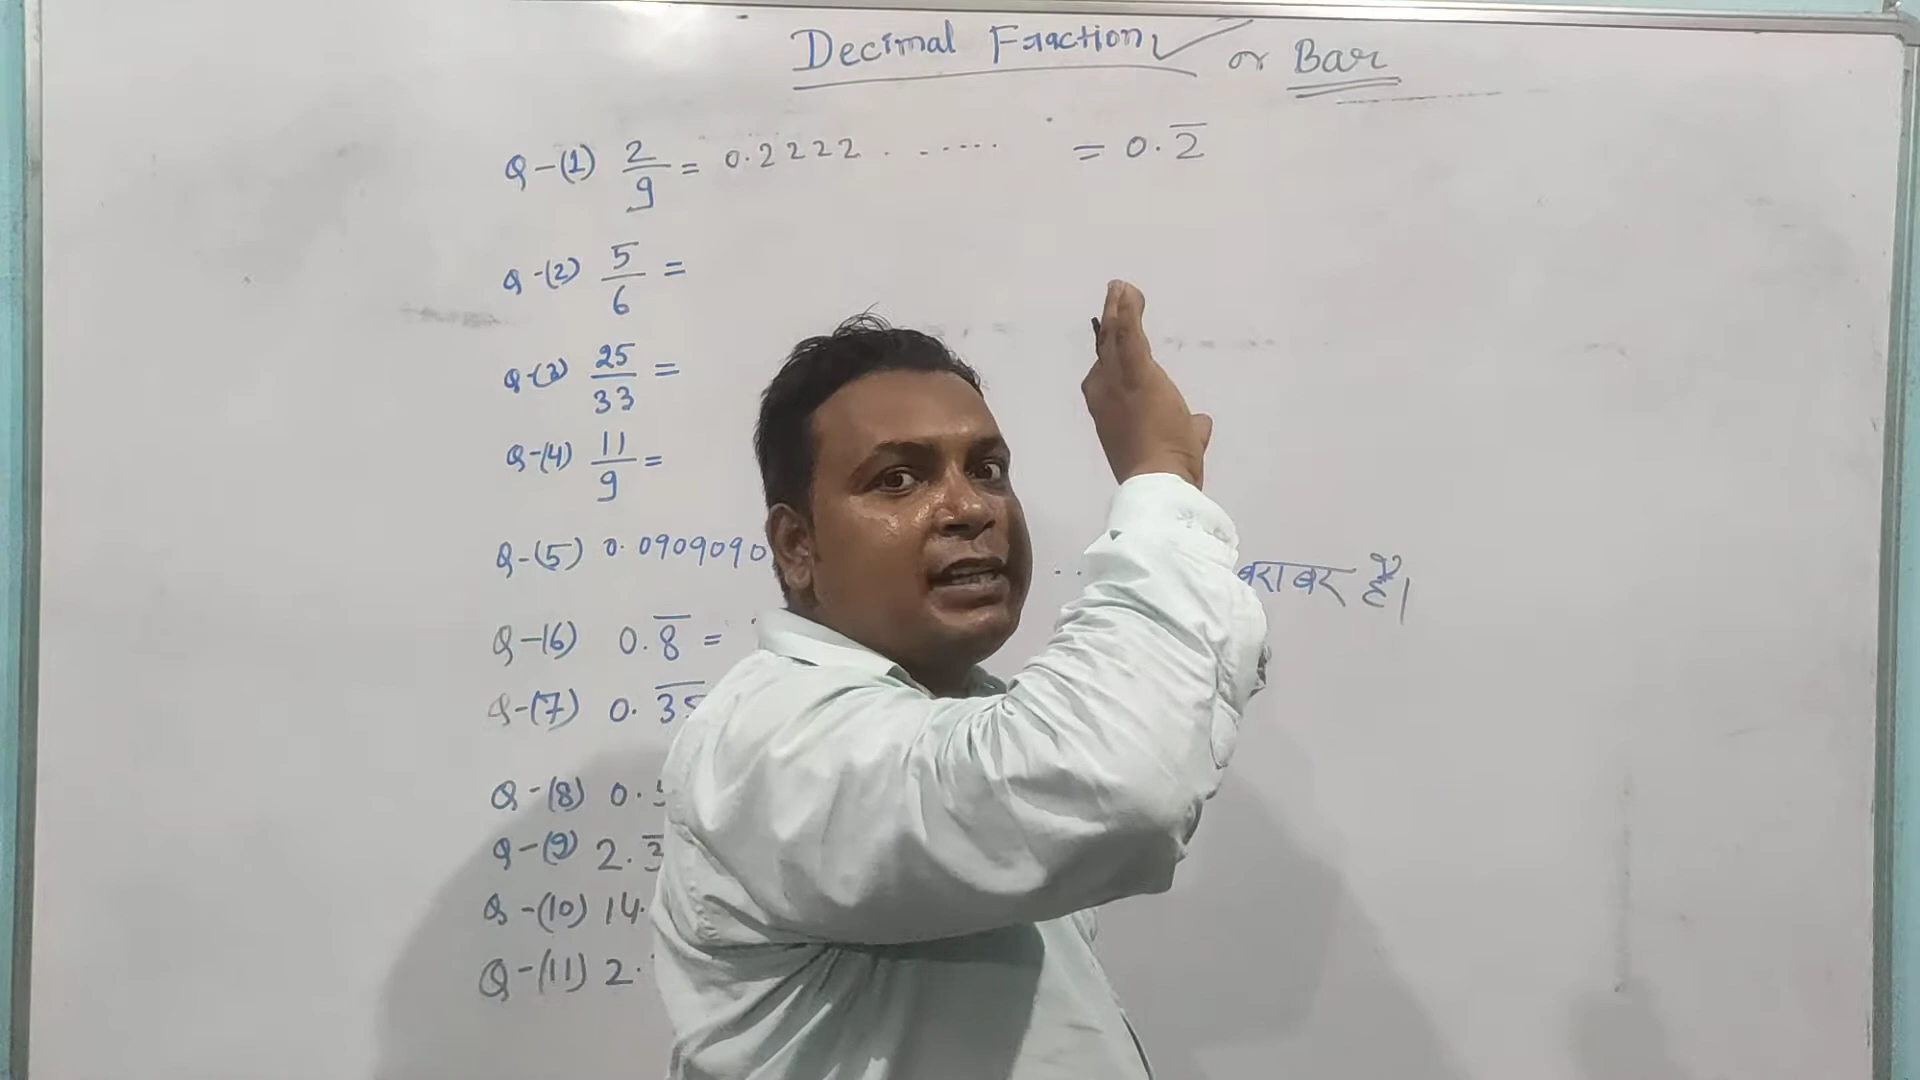 Decimal Fraction or Bar
Q-(1) 2/9 = 0.2222 . ...... = 0.2̅
Q-(2) 5/6 =
Q-(3) 25/33 =
Q-(4) 11/9 =
Q-(5) 0.0909090 .. बराबर है।
Q-(6) 0.8̅ =
Q-(7) 0.3̅5̅
Q-(8) 0.
Q-(9) 2.3̅
Q-(10) 14.
Q-(11) 2.